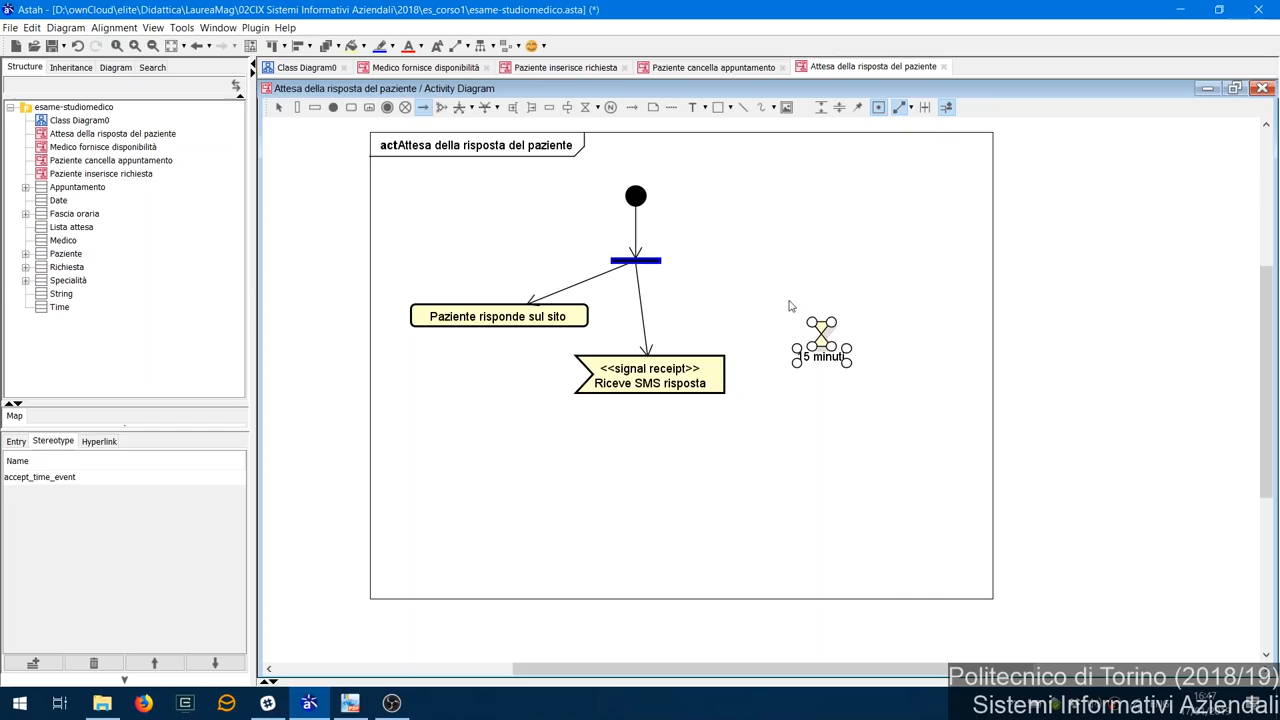 Astah - [D:\ownCloud\elite\Didattica\LaureaMag\02CIX Sistemi Informativi Aziendali\2018\es_corso1\esame-studiomedico.asta] (*)
File Edit Diagram Alignment View Tools Window Plugin Help
Structure Inheritance Diagram Search
Class Diagram0 Medico fornisce disponibilità Paziente inserisce richiesta Paziente cancella appuntamento Attesa della risposta del paziente
Attesa della risposta del paziente / Activity Diagram
esame-studiomedico
Class Diagram0
Attesa della risposta del paziente
Medico fornisce disponibilità
Paziente cancella appuntamento
Paziente inserisce richiesta
Appuntamento
Date
Fascia oraria
Lista attesa
Medico
Paziente
Richiesta
Specialità
String
Time
Map
Entry Stereotype Hyperlink
Name
accept_time_event
actAttesa della risposta del paziente
Paziente risponde sul sito
<<signal receipt>>
Riceve SMS risposta
15 minuti
Politecnico di Torino (2018/19)
Sistemi Informativi Aziendali
16:47